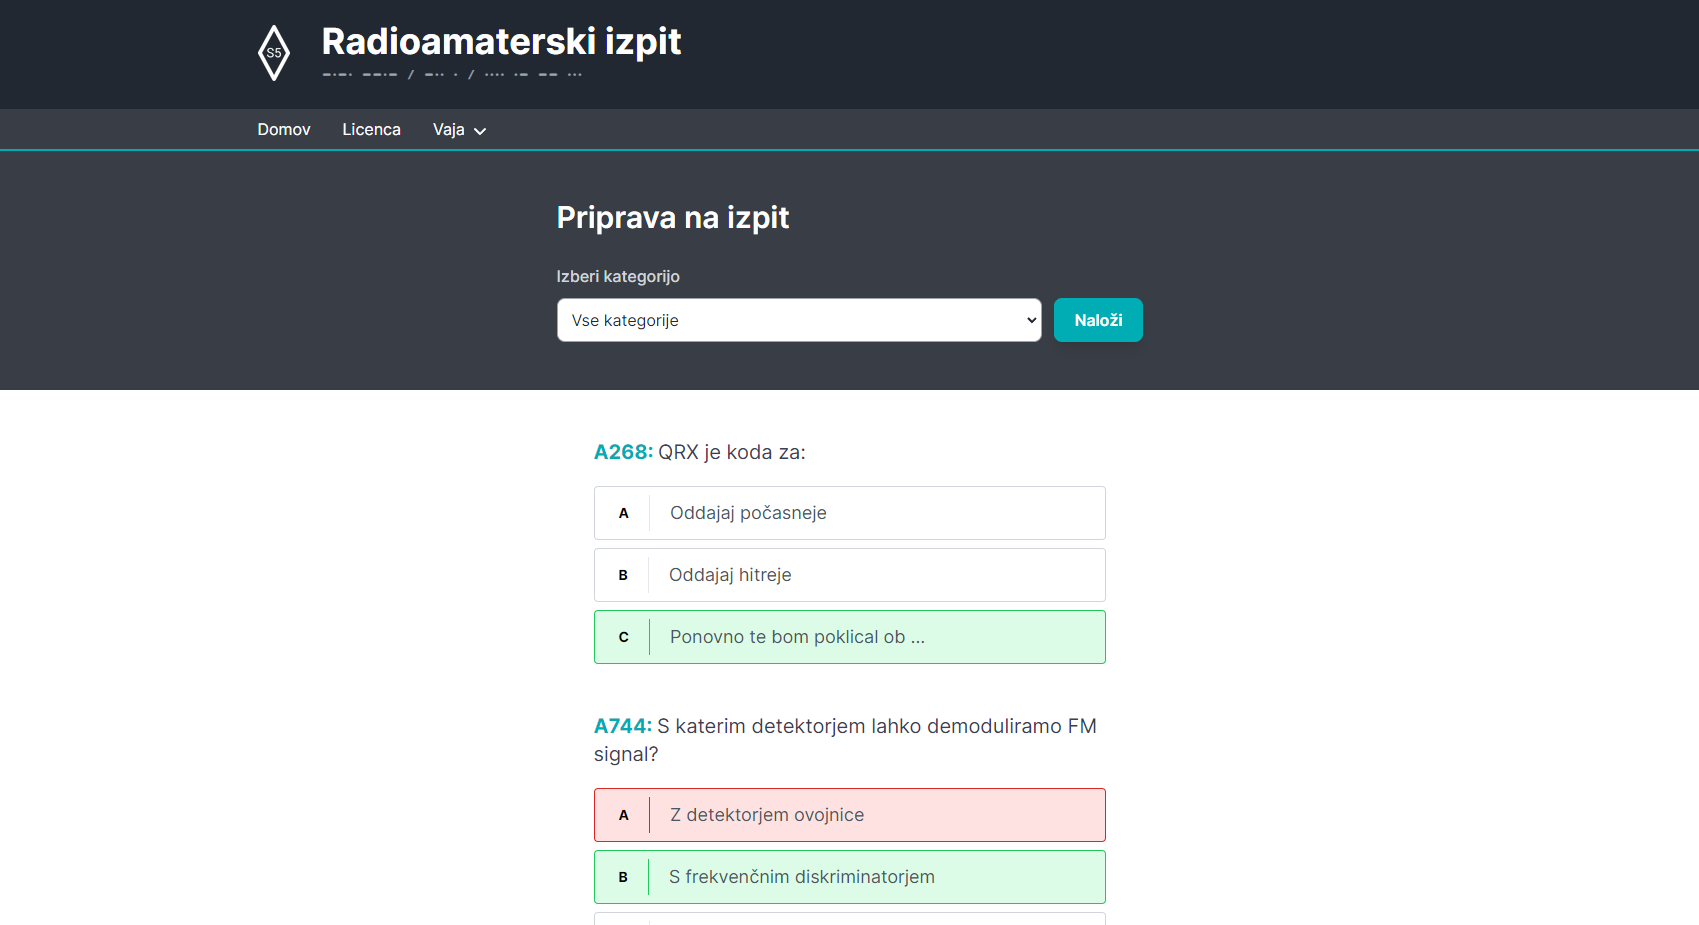 S5
Radioamaterski izpit
−·−· −−·− / −·· · / ···· ·− −− ···
Domov Licenca Vaja
Priprava na izpit
Izberi kategorijo
Vse kategorije Naloži
A268: QRX je koda za:
A Oddajaj počasneje
B Oddajaj hitreje
C Ponovno te bom poklical ob ...
A744: S katerim detektorjem lahko demoduliramo FM
signal?
A Z detektorjem ovojnice
B S frekvenčnim diskriminatorjem